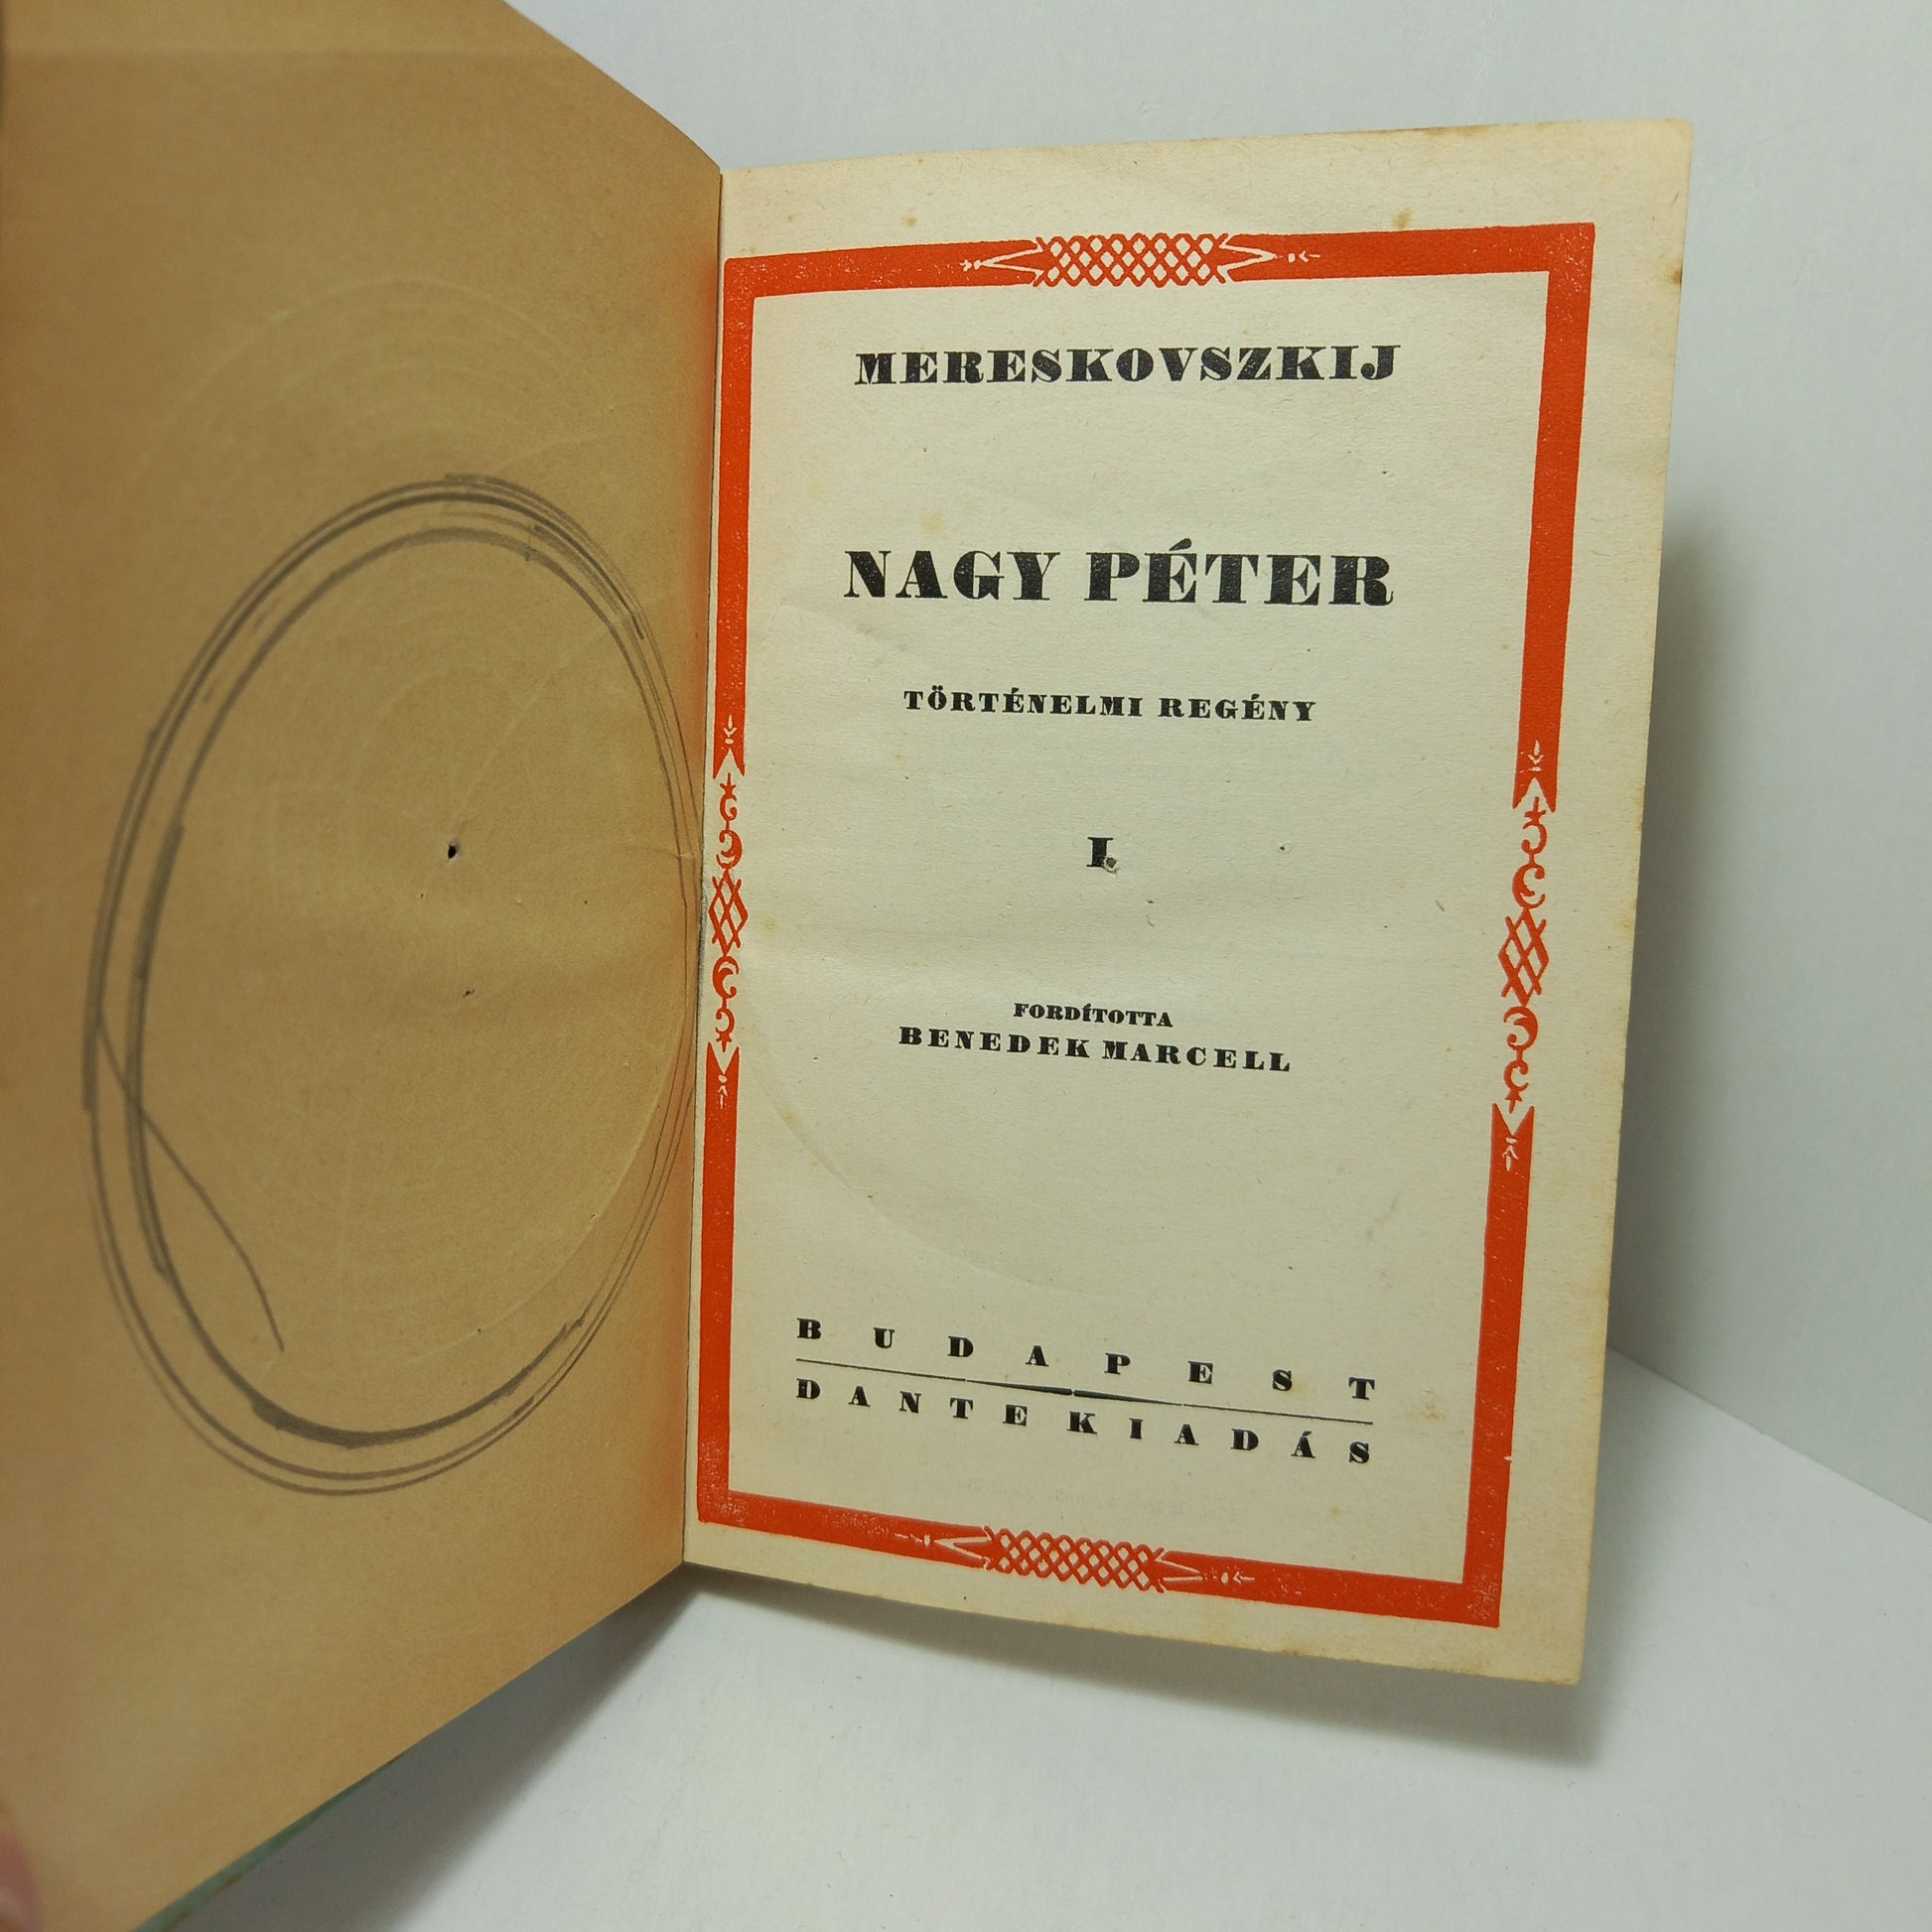 MERESKOVSZKIJ
NAGY PÉTER
TÖRTÉNELMI REGÉNY
I.
FORDÍTOTTA
BENEDEK MARCELL
BUDAPEST
DANTE KIADÁS